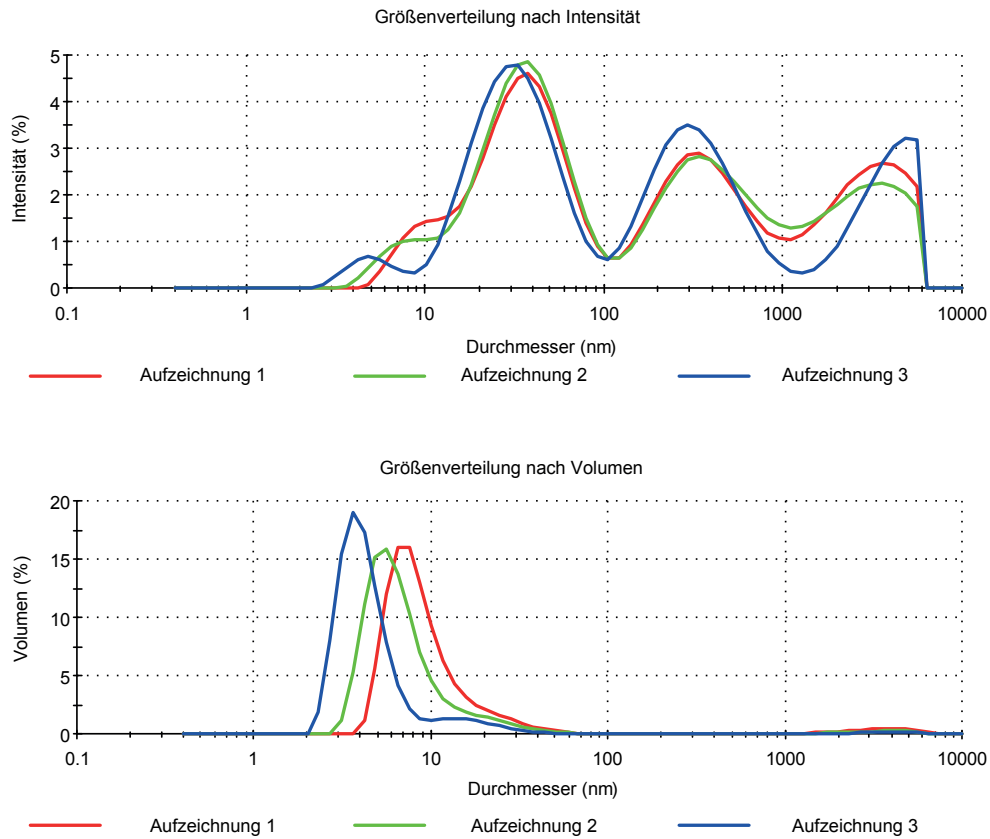 Größenverteilung nach Intensität
Intensität (%)
5
4
3
2
1
0
0.1 1 10 100 1000 10000
Durchmesser (nm)
Aufzeichnung 1 Aufzeichnung 2 Aufzeichnung 3
Größenverteilung nach Volumen
Volumen (%)
20
15
10
5
0
0.1 1 10 100 1000 10000
Durchmesser (nm)
Aufzeichnung 1 Aufzeichnung 2 Aufzeichnung 3